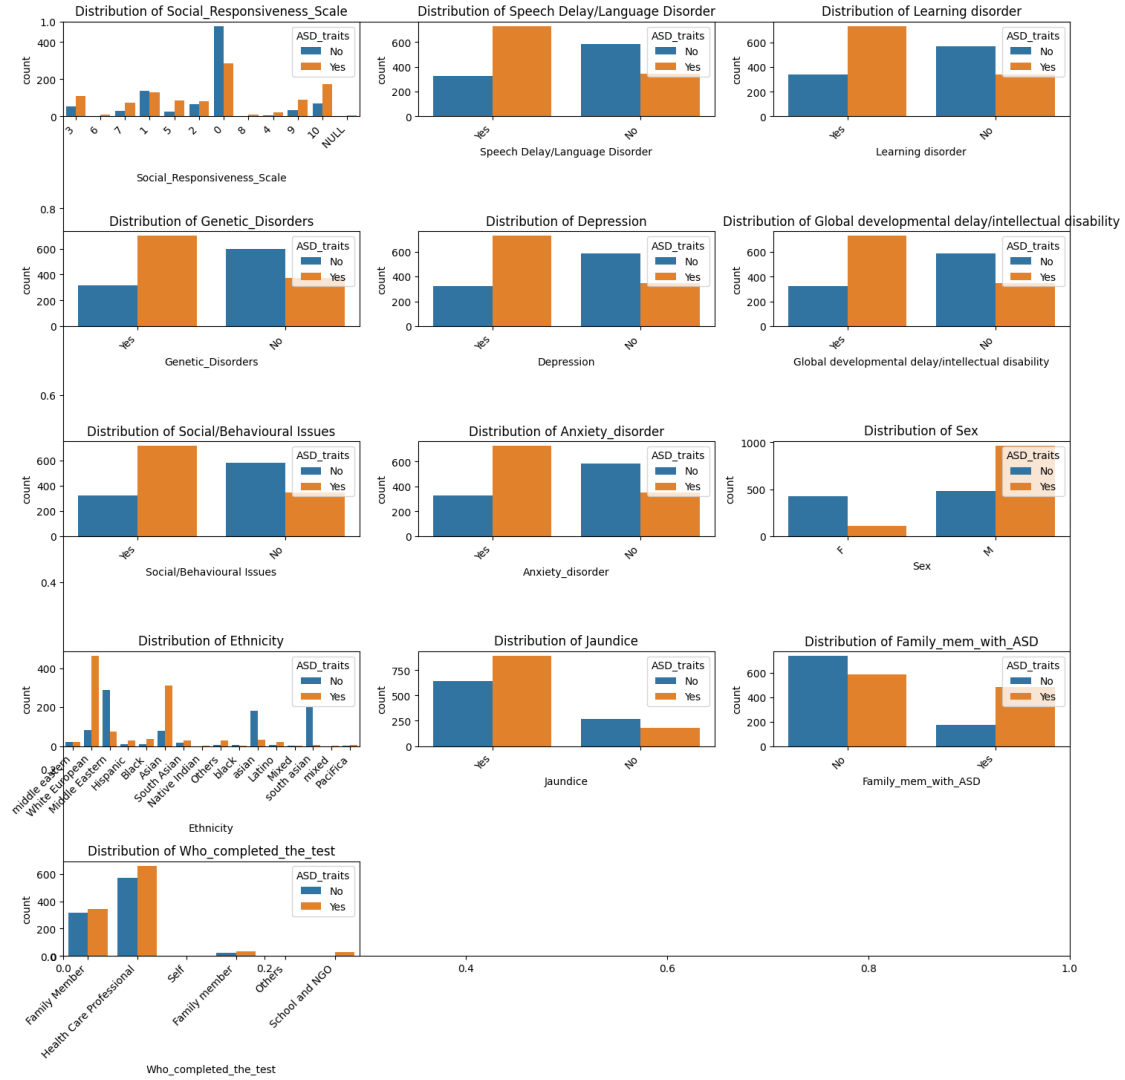 Distribution of Social_Responsiveness_Scale
1.0
400
200
0
count
ASD_traits
No
Yes
3 6 7 1 5 2 0 8 4 9 10 NULL
Social_Responsiveness_Scale
Distribution of Speech Delay/Language Disorder
600
400
200
0
count
ASD_traits
No
Yes
Yes No
Speech Delay/Language Disorder
Distribution of Learning disorder
600
400
200
0
count
ASD_traits
No
Yes
Yes No
Learning disorder
0.8
Distribution of Genetic_Disorders
600
400
200
0
count
ASD_traits
No
Yes
Yes No
Genetic_Disorders
Distribution of Depression
600
400
200
0
count
ASD_traits
No
Yes
Yes No
Depression
Distribution of Global developmental delay/intellectual disability
600
400
200
0
count
ASD_traits
No
Yes
Yes No
Global developmental delay/intellectual disability
0.6
Distribution of Social/Behavioural Issues
600
400
200
0
count
ASD_traits
No
Yes
Yes No
Social/Behavioural Issues
Distribution of Anxiety_disorder
600
400
200
0
count
ASD_traits
No
Yes
Yes No
Anxiety_disorder
Distribution of Sex
1000
500
0
count
ASD_traits
No
Yes
F M
Sex
0.4
Distribution of Ethnicity
400
200
0
count
ASD_traits
No
Yes
middle eastern
White European
Middle Eastern
Hispanic
Black
Asian
South Asian
Native Indian
Others
black
asian
Latino
Mixed
south asian
mixed
PaciFica
Ethnicity
Distribution of Jaundice
750
500
250
0
count
ASD_traits
No
Yes
Yes No
Jaundice
Distribution of Family_mem_with_ASD
600
400
200
0
count
ASD_traits
No
Yes
No Yes
Family_mem_with_ASD
Distribution of Who_completed_the_test
600
400
200
0
count
ASD_traits
No
Yes
0.0 0.2 0.4 0.6 0.8 1.0
Family Member
Health Care Professional
Self
Family member
Others
School and NGO
Who_completed_the_test